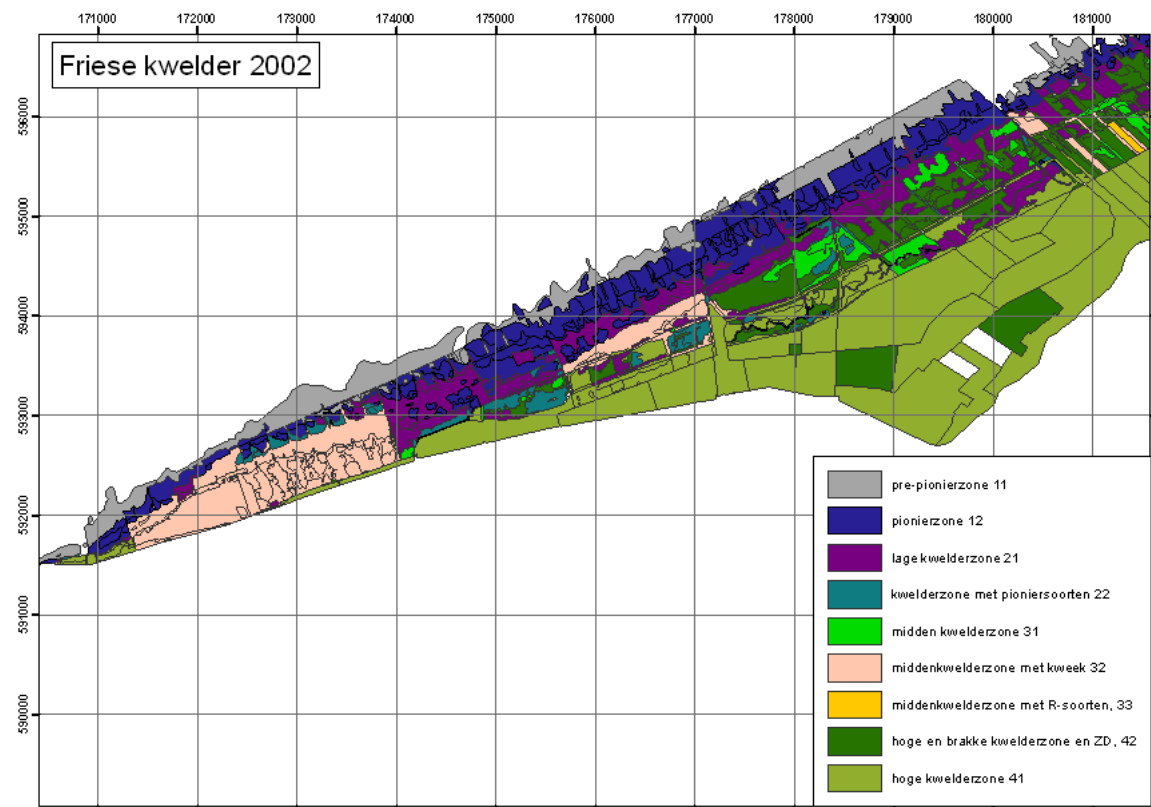 171000 172000 173000 174000 175000 176000 177000 178000 179000 180000 181000
Friese kwelder 2002
596000
595000
594000
593000
592000
591000
590000
pre-pionierzone 11
pionierzone 12
lage kwelderzone 21
kwelderzone met pioniersoorten 22
midden kwelderzone 31
middenkwelderzone met kweek 32
middenkwelderzone met R-soorten, 33
hoge en brakke kwelderzone en ZD, 42
hoge kwelderzone 41